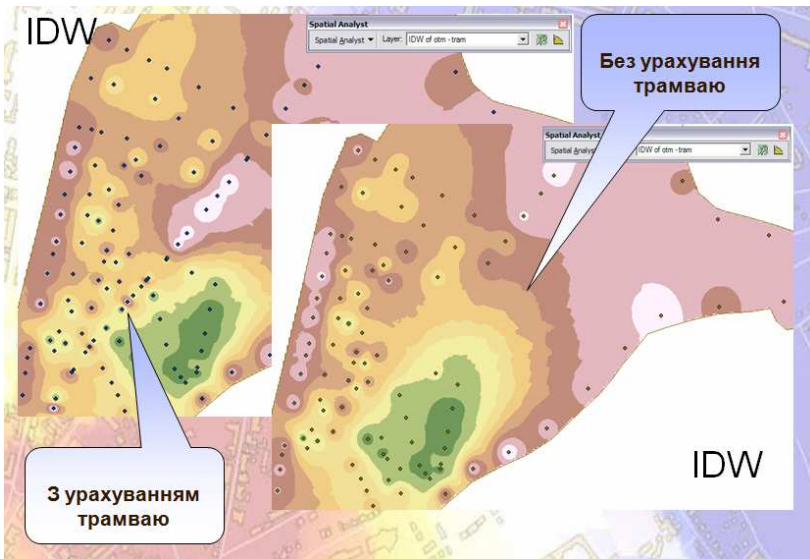 IDW
Spatial Analyst
Spatial Analyst Layer: IDW of otm - tram
Без урахування
трамваю
Spatial Analyst
Spatial Analyst IDW of otm - tram
З урахуванням
трамваю
IDW